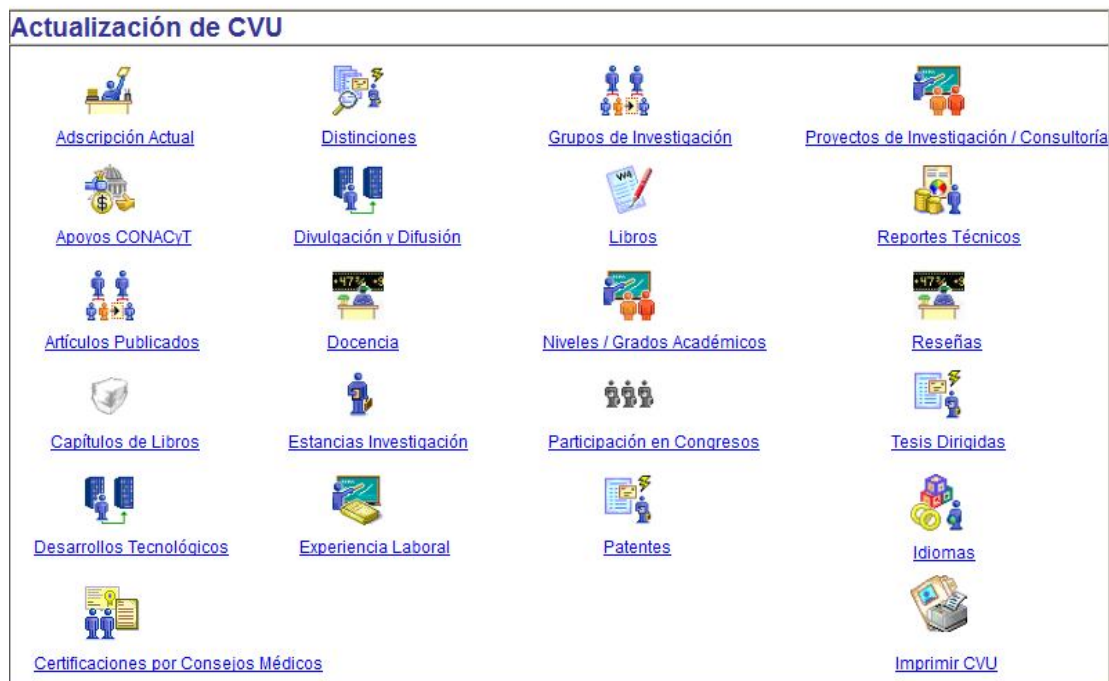 Actualización de CVU
Adscripción Actual
Distinciones
Grupos de Investigación
Proyectos de Investigación / Consultoría
Apoyos CONACyT
Divulgación y Difusión
W4
Libros
Reportes Técnicos
Artículos Publicados
Docencia
Niveles / Grados Académicos
Reseñas
Capítulos de Libros
Estancias Investigación
Participación en Congresos
Tesis Dirigidas
Desarrollos Tecnológicos
Experiencia Laboral
Patentes
Idiomas
Certificaciones por Consejos Médicos
Imprimir CVU